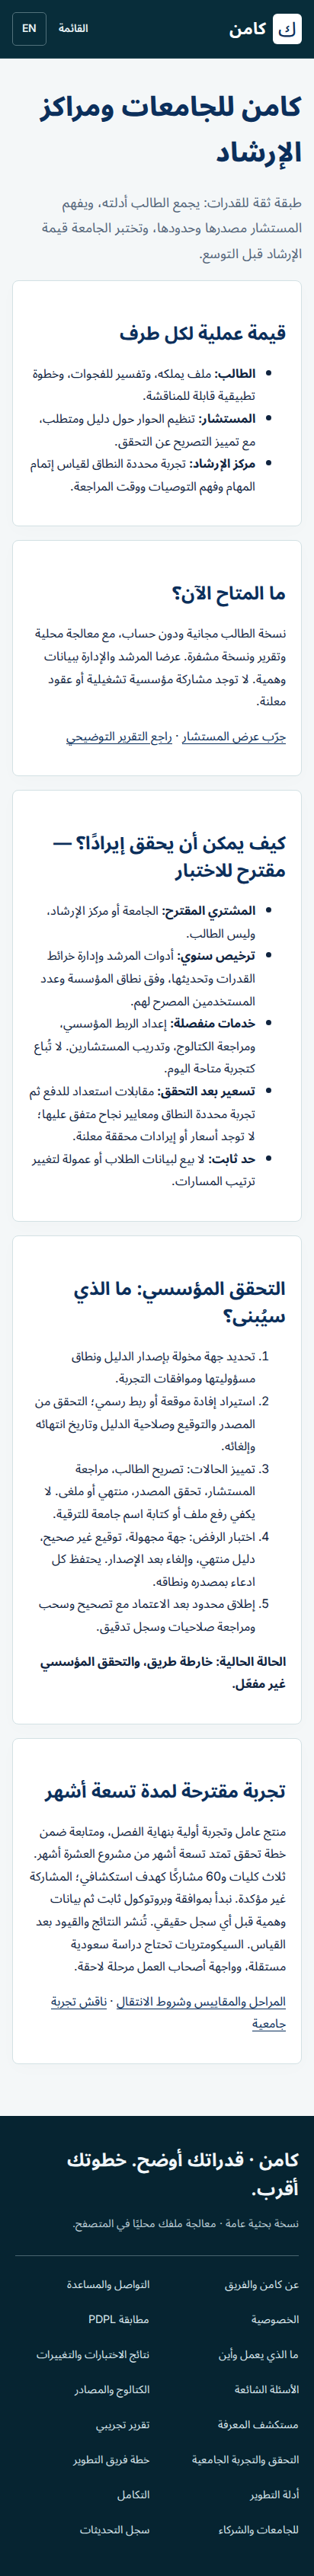 ك كامن
القائمة
EN
كامن للجامعات ومراكز
الإرشاد
طبقة ثقة للقدرات: يجمع الطالب أدلته، ويفهم
المستشار مصدرها وحدودها، وتختبر الجامعة قيمة
الإرشاد قبل التوسع.
قيمة عملية لكل طرف
• الطالب: ملف يملكه، وتفسير للفجوات، وخطوة
تطبيقية قابلة للمناقشة.
• المستشار: تنظيم الحوار حول دليل ومتطلب،
مع تمييز التصريح عن التحقق.
• مركز الإرشاد: تجربة محددة النطاق لقياس إتمام
المهام وفهم التوصيات ووقت المراجعة.
ما المتاح الآن؟
نسخة الطالب مجانية ودون حساب، مع معالجة محلية
وتقرير ونسخة مشفرة. عرضا المرشد والإدارة ببيانات
وهمية. لا توجد مشاركة مؤسسية تشغيلية أو عقود
معلنة.
جرّب عرض المستشار · راجع التقرير التوضيحي
كيف يمكن أن يحقق إيرادًا؟ —
مقترح للاختبار
• المشتري المقترح: الجامعة أو مركز الإرشاد،
وليس الطالب.
• ترخيص سنوي: أدوات المرشد وإدارة خرائط
القدرات وتحديثها، وفق نطاق المؤسسة وعدد
المستخدمين المصرح لهم.
• خدمات منفصلة: إعداد الربط المؤسسي،
ومراجعة الكتالوج، وتدريب المستشارين. لا تُباع
كتجربة متاحة اليوم.
• تسعير بعد التحقق: مقابلات استعداد للدفع ثم
تجربة محددة النطاق ومعايير نجاح متفق عليها؛
لا توجد أسعار أو إيرادات محققة معلنة.
• حد ثابت: لا بيع لبيانات الطلاب أو عمولة لتغيير
ترتيب المسارات.
التحقق المؤسسي: ما الذي
سيُبنى؟
1. تحديد جهة مخولة بإصدار الدليل ونطاق
مسؤوليتها وموافقات التجربة.
2. استيراد إفادة موقعة أو ربط رسمي؛ التحقق من
المصدر والتوقيع وصلاحية الدليل وتاريخ انتهائه
وإلغائه.
3. تمييز الحالات: تصريح الطالب، مراجعة
المستشار، تحقق المصدر، منتهي أو ملغى. لا
يكفي رفع ملف أو كتابة اسم جامعة للترقية.
4. اختبار الرفض: جهة مجهولة، توقيع غير صحيح،
دليل منتهي، وإلغاء بعد الإصدار. يحتفظ كل
ادعاء بمصدره ونطاقه.
5. إطلاق محدود بعد الاعتماد مع تصحيح وسحب
ومراجعة صلاحيات وسجل تدقيق.
الحالة الحالية: خارطة طريق، والتحقق المؤسسي
غير مفعّل.
تجربة مقترحة لمدة تسعة أشهر
منتج عامل وتجربة أولية بنهاية الفصل، ومتابعة ضمن
خطة تحقق تمتد تسعة أشهر من مشروع العشرة أشهر.
ثلاث كليات و60 مشاركًا كهدف استكشافي؛ المشاركة
غير مؤكدة. نبدأ بموافقة وبروتوكول ثابت ثم بيانات
وهمية قبل أي سجل حقيقي. تُنشر النتائج والقيود بعد
القياس. السيكومتريات تحتاج دراسة سعودية
مستقلة، وواجهة أصحاب العمل مرحلة لاحقة.
المراحل والمقاييس وشروط الانتقال · ناقش تجربة
جامعية
كامن · قدراتك أوضح. خطوتك
أقرب.
نسخة بحثية عامة · معالجة ملفك محليًا في المتصفح.
عن كامن والفريق
التواصل والمساعدة
الخصوصية
مطابقة PDPL
ما الذي يعمل وأين
نتائج الاختبارات والتغييرات
الأسئلة الشائعة
الكتالوج والمصادر
مستكشف المعرفة
تقرير تجريبي
التحقق والتجربة الجامعية
خطة فريق التطوير
أدلة التطوير
التكامل
للجامعات والشركاء
سجل التحديثات